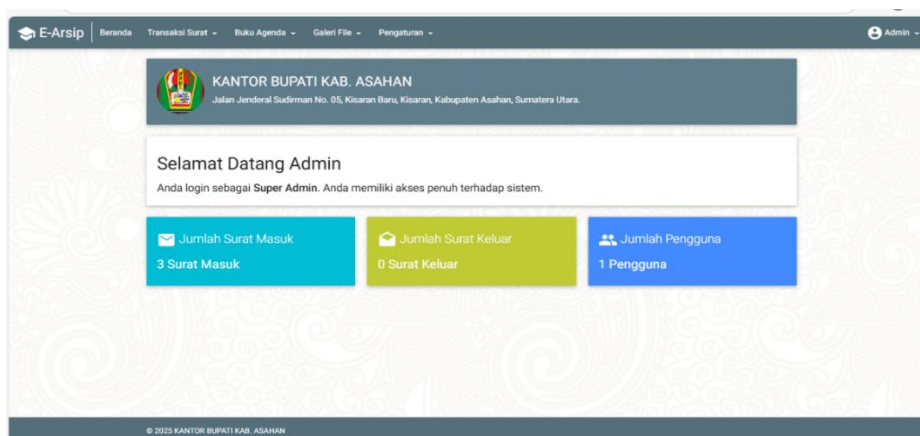 E-Arsip Beranda Transaksi Surat Buku Agenda Galeri File Pengaturan Admin
KANTOR BUPATI KAB. ASAHAN
Jalan Jenderal Sudirman No. 05, Kisaran Baru, Kisaran, Kabupaten Asahan, Sumatera Utara.
Selamat Datang Admin
Anda login sebagai Super Admin. Anda memiliki akses penuh terhadap sistem.
Jumlah Surat Masuk
3 Surat Masuk
Jumlah Surat Keluar
0 Surat Keluar
Jumlah Pengguna
1 Pengguna
© 2025 KANTOR BUPATI KAB. ASAHAN